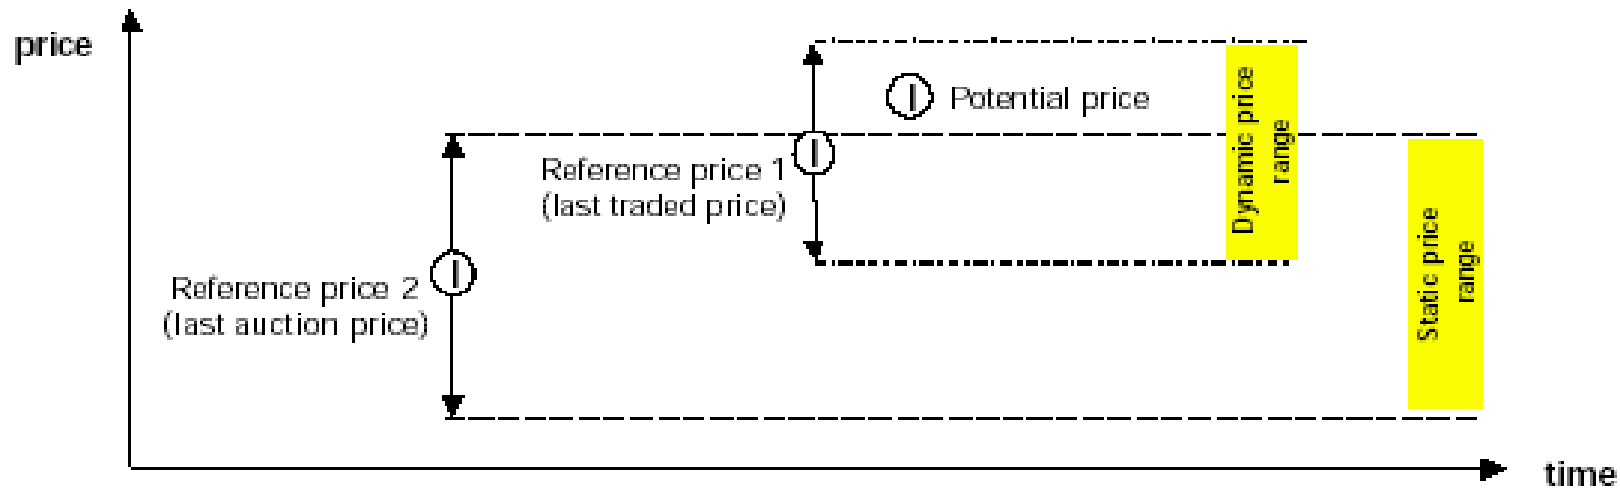 price
Potential price
Reference price 1
(last traded price)
Reference price 2
(last auction price)
Dynamic price
range
Static price
range
time